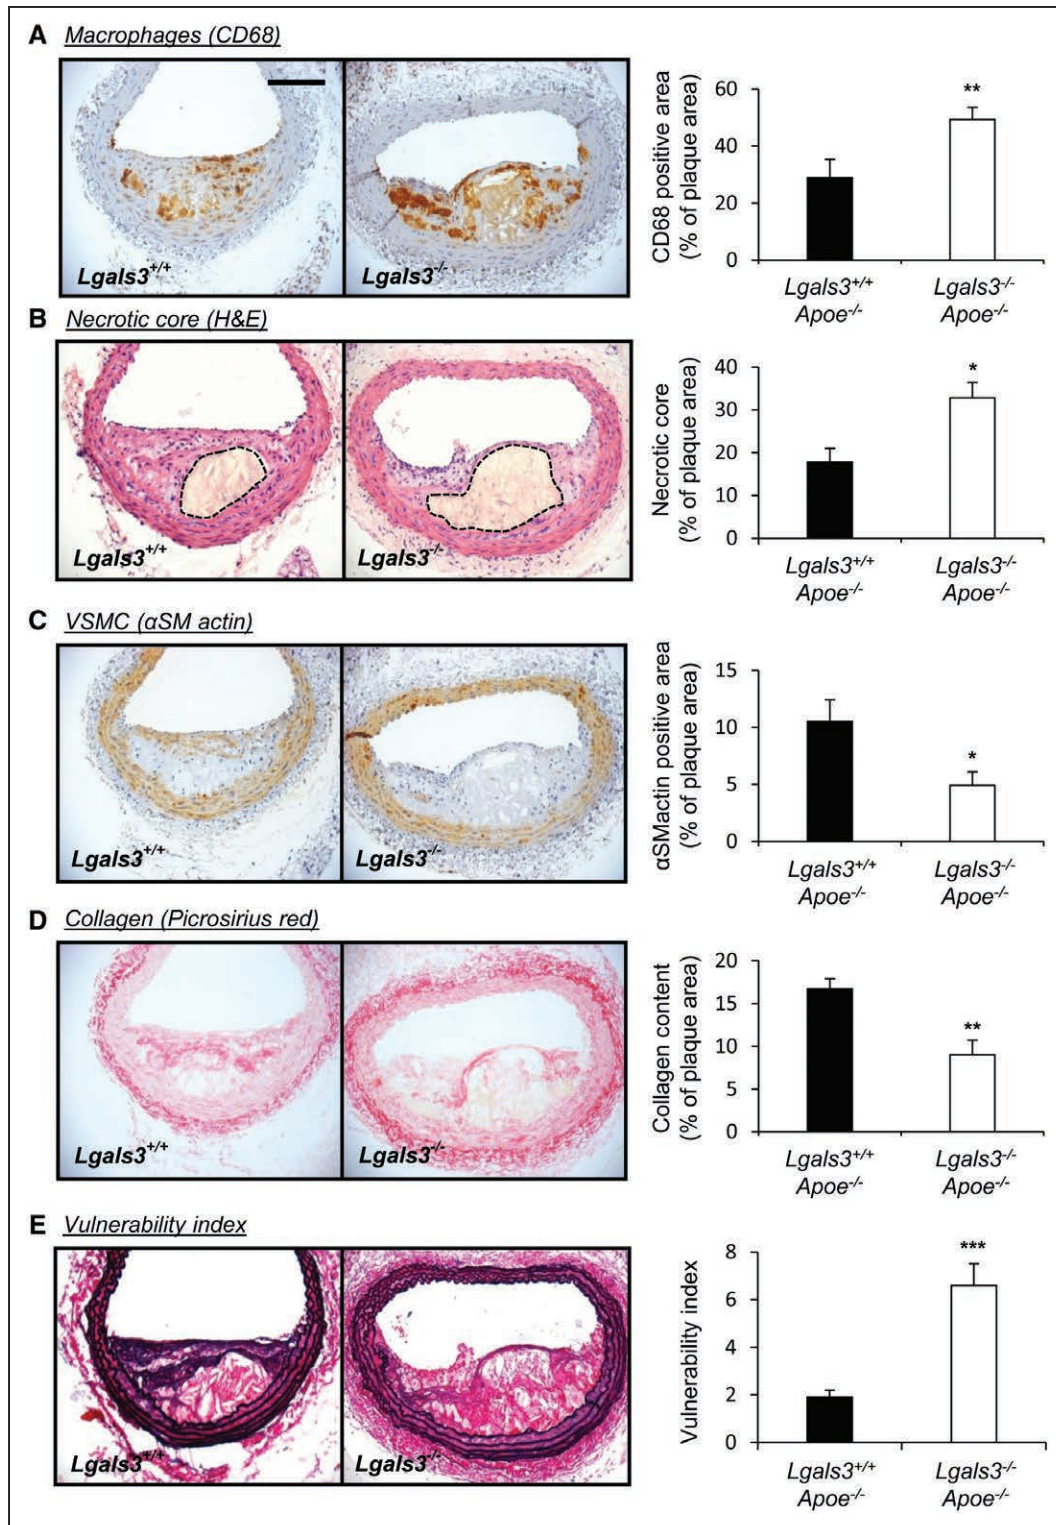 A Macrophages (CD68)
Lgals3+/+
Lgals3-/-
CD68 positive area
(% of plaque area)
60
40
20
0
**
Lgals3+/+
Apoe-/-
Lgals3-/-
Apoe-/-
B Necrotic core (H&E)
Lgals3+/+
Lgals3-/-
Necrotic core
(% of plaque area)
40
30
20
10
0
*
Lgals3+/+
Apoe-/-
Lgals3-/-
Apoe-/-
C VSMC (αSM actin)
Lgals3+/+
Lgals3-/-
αSMactin positive area
(% of plaque area)
15
10
5
0
*
Lgals3+/+
Apoe-/-
Lgals3-/-
Apoe-/-
D Collagen (Picrosirius red)
Lgals3+/+
Lgals3-/-
Collagen content
(% of plaque area)
20
15
10
5
0
**
Lgals3+/+
Apoe-/-
Lgals3-/-
Apoe-/-
E Vulnerability index
Lgals3+/+
Lgals3-/-
Vulnerability index
8
6
4
2
0
***
Lgals3+/+
Apoe-/-
Lgals3-/-
Apoe-/-